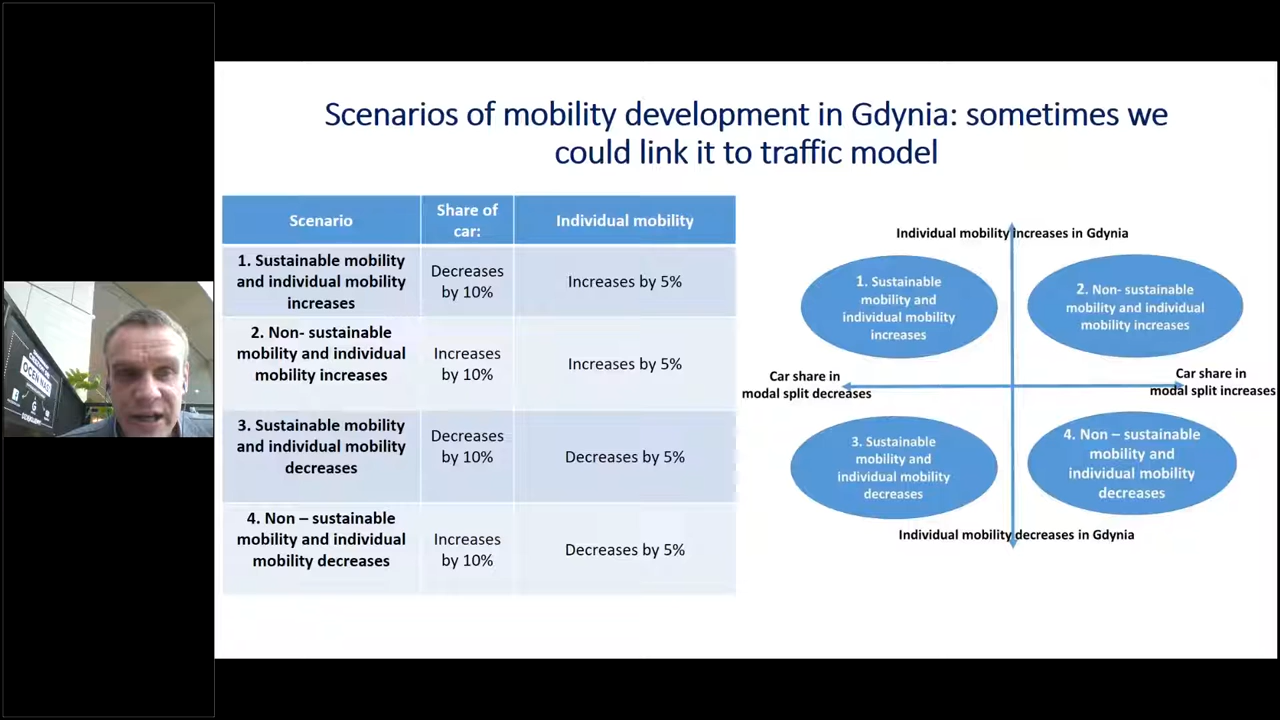 Scenarios of mobility development in Gdynia: sometimes we
could link it to traffic model
Scenario
Share of
car:
Individual mobility
1. Sustainable mobility
and individual mobility
increases
Decreases
by 10%
Increases by 5%
2. Non- sustainable
mobility and individual
mobility increases
Increases
by 10%
Increases by 5%
3. Sustainable mobility
and individual mobility
decreases
Decreases
by 10%
Decreases by 5%
4. Non – sustainable
mobility and individual
mobility decreases
Increases
by 10%
Decreases by 5%
Individual mobility increases in Gdynia
1. Sustainable
mobility and
individual mobility
increases
2. Non- sustainable
mobility and individual
mobility increases
Car share in
modal split decreases
Car share in
modal split increases
3. Sustainable
mobility and
individual mobility
decreases
4. Non – sustainable
mobility and
individual mobility
decreases
Individual mobility decreases in Gdynia
OCEŃ NAS